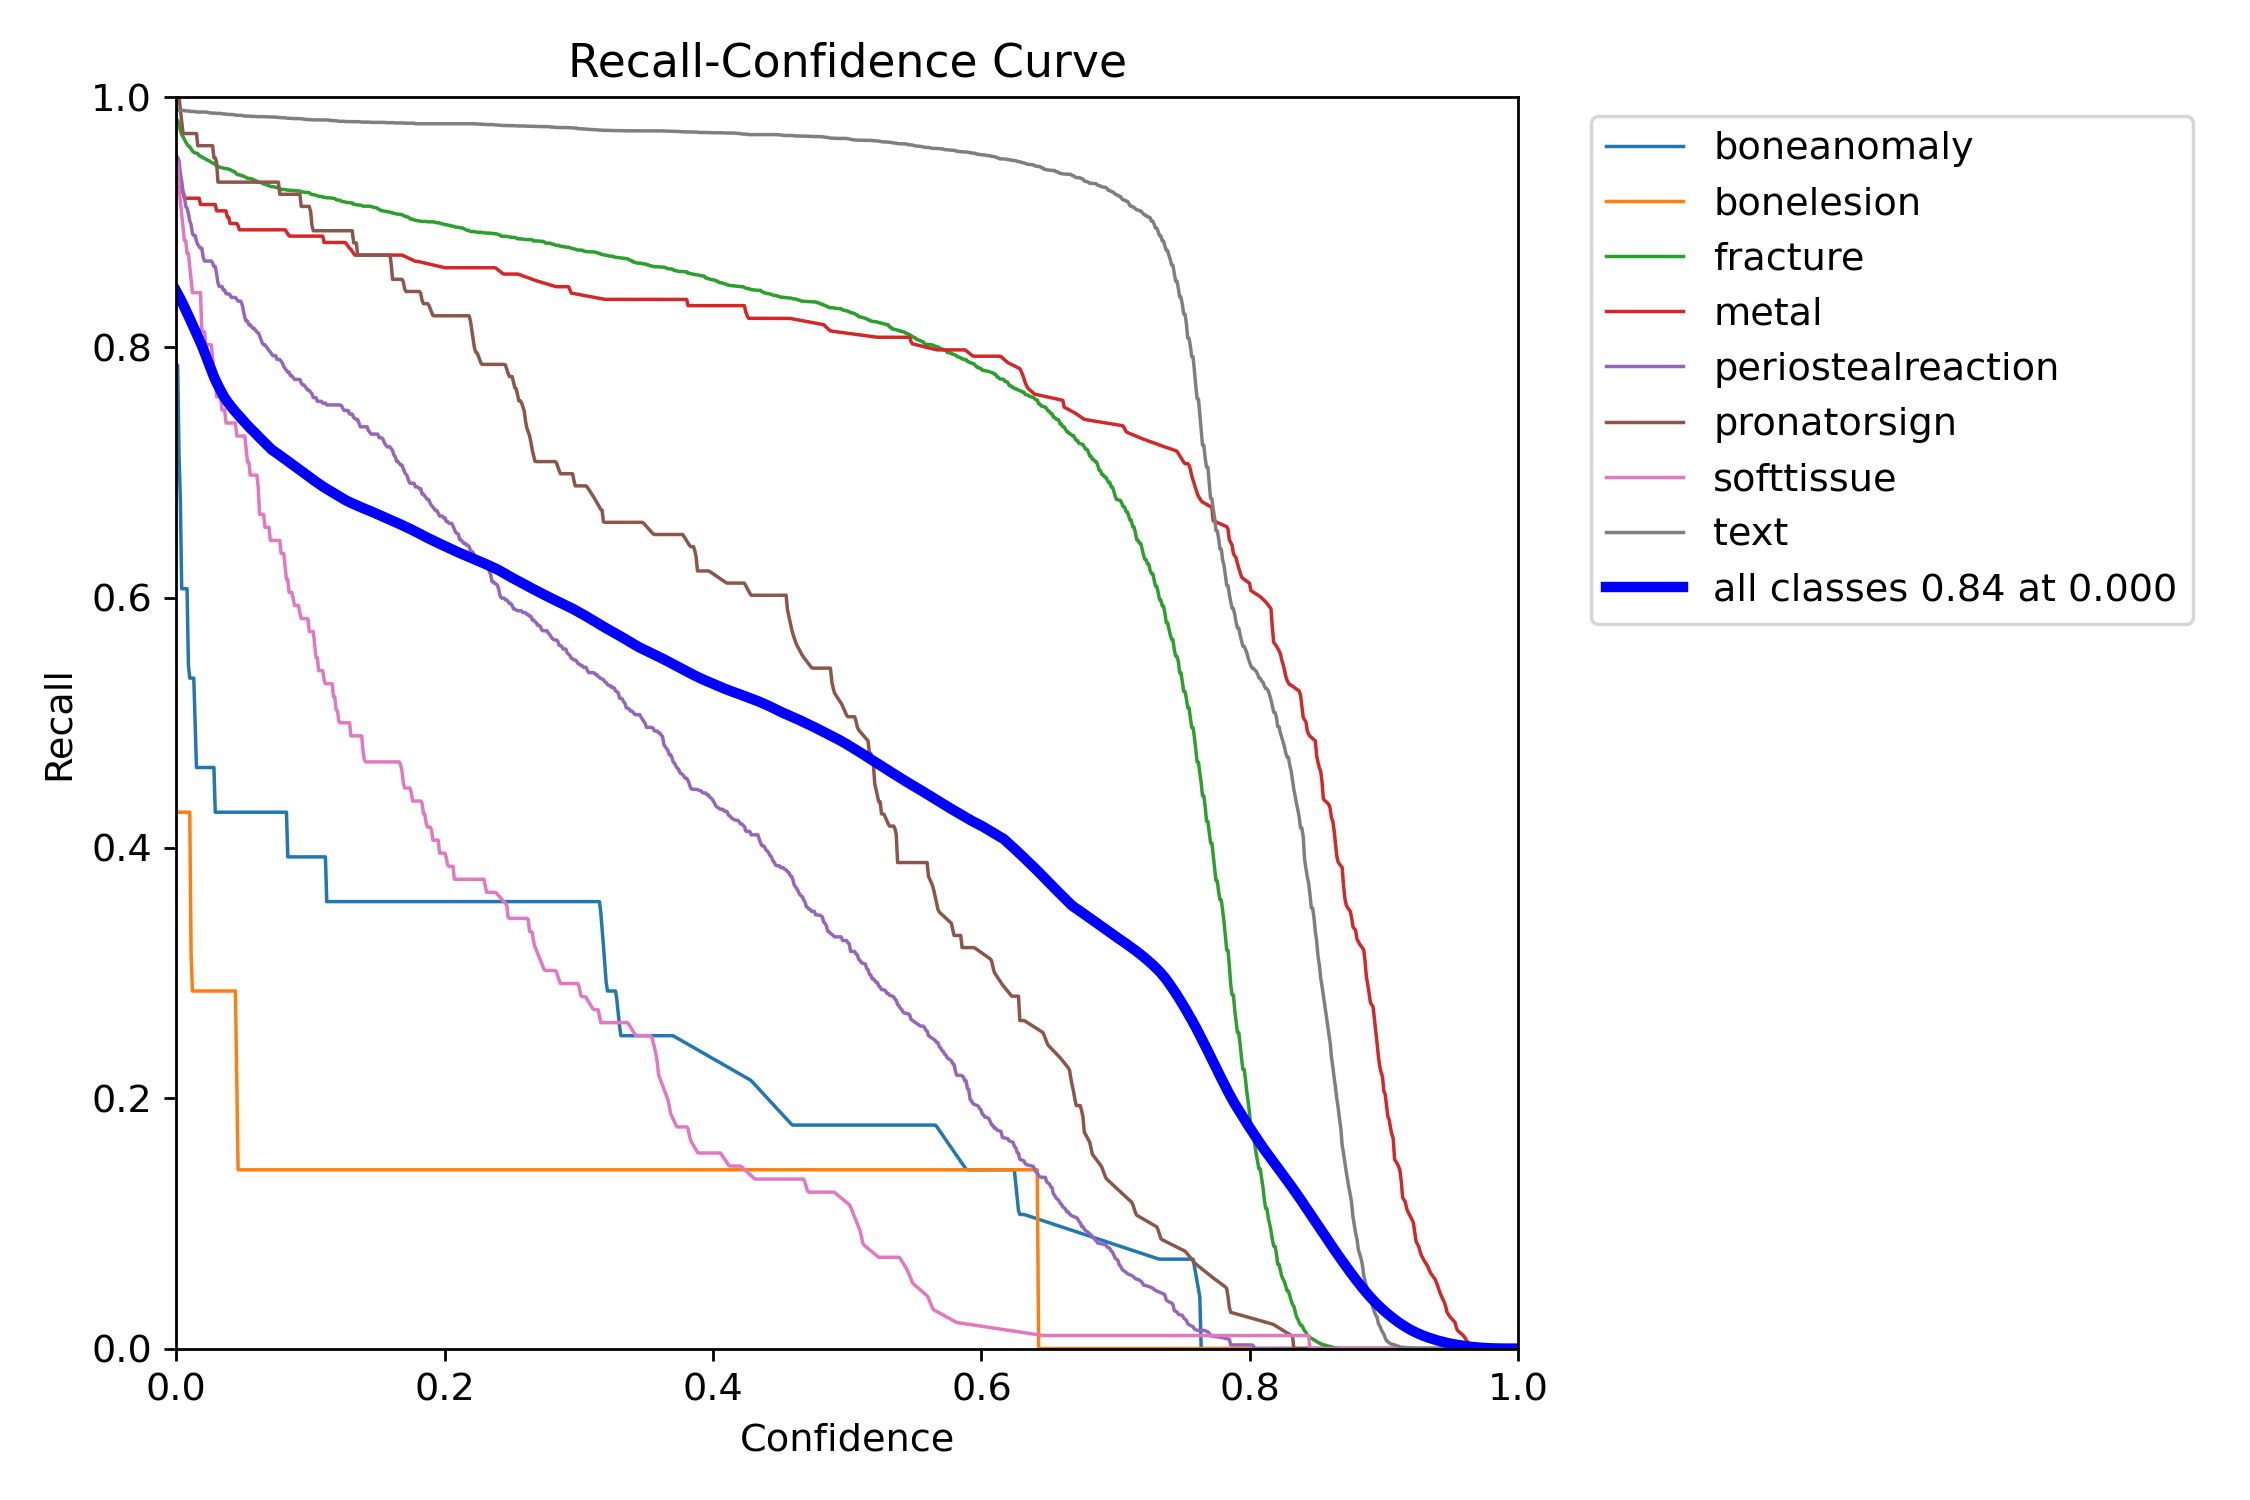 Recall-Confidence Curve
1.0
0.8
0.6
0.4
0.2
0.0
Recall
0.0 0.2 0.4 0.6 0.8 1.0
Confidence
boneanomaly
bonelesion
fracture
metal
periostealreaction
pronatorsign
softtissue
text
all classes 0.84 at 0.000